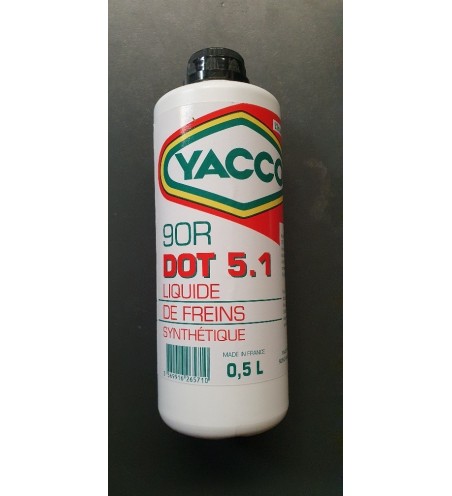 YACCO
90R
DOT 5.1
LIQUIDE
DE FREINS
SYNTHÉTIQUE
MADE IN FRANCE
0,5 L